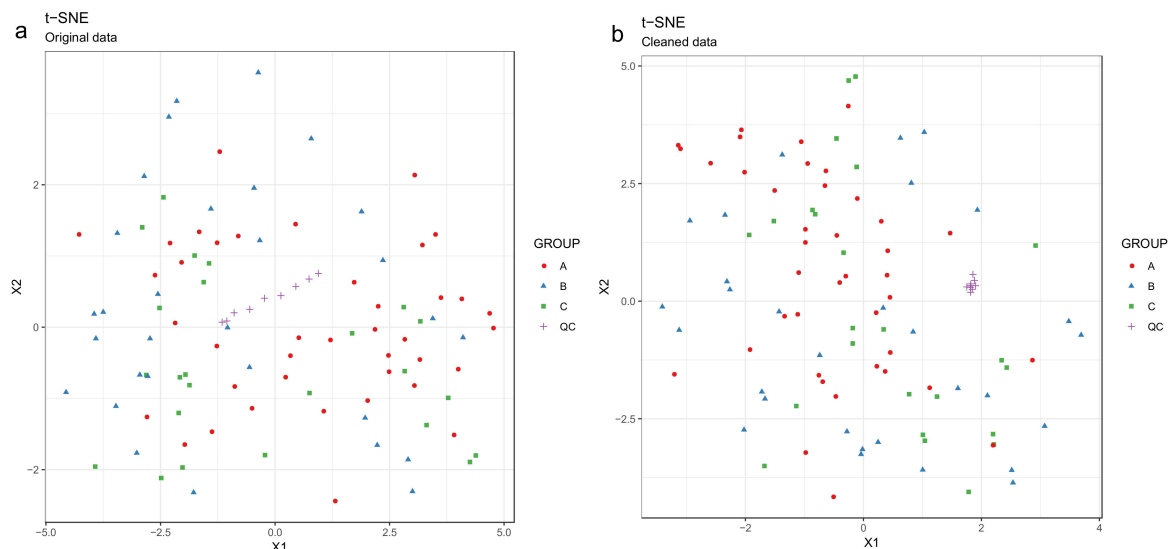 a
t−SNE
Original data
X2
2
0
−2
−5.0
−2.5
0.0
2.5
5.0
X1
GROUP
A
B
C
QC
b
t−SNE
Cleaned data
X2
5.0
2.5
0.0
−2.5
−2
0
2
4
X1
GROUP
A
B
C
QC